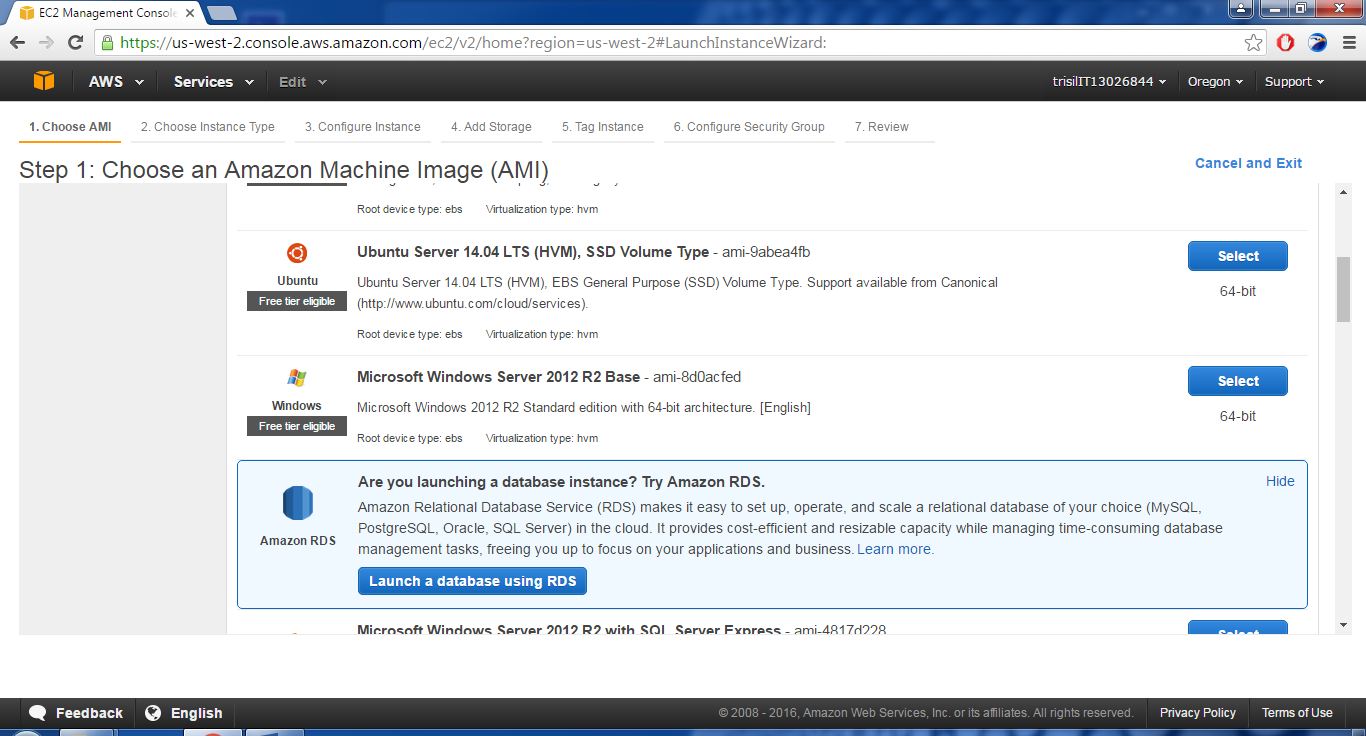 EC2 Management Console
https://us-west-2.console.aws.amazon.com/ec2/v2/home?region=us-west-2#LaunchInstanceWizard:
AWS Services Edit trisilIT13026844 Oregon Support
1. Choose AMI 2. Choose Instance Type 3. Configure Instance 4. Add Storage 5. Tag Instance 6. Configure Security Group 7. Review
Step 1: Choose an Amazon Machine Image (AMI) Cancel and Exit
Root device type: ebs Virtualization type: hvm
Ubuntu Server 14.04 LTS (HVM), SSD Volume Type - ami-9abea4fb Select
Ubuntu Ubuntu Server 14.04 LTS (HVM), EBS General Purpose (SSD) Volume Type. Support available from Canonical 64-bit
Free tier eligible (http://www.ubuntu.com/cloud/services).
Root device type: ebs Virtualization type: hvm
Microsoft Windows Server 2012 R2 Base - ami-8d0acfed Select
Windows Microsoft Windows 2012 R2 Standard edition with 64-bit architecture. [English] 64-bit
Free tier eligible
Root device type: ebs Virtualization type: hvm
Are you launching a database instance? Try Amazon RDS. Hide
Amazon Relational Database Service (RDS) makes it easy to set up, operate, and scale a relational database of your choice (MySQL,
PostgreSQL, Oracle, SQL Server) in the cloud. It provides cost-efficient and resizable capacity while managing time-consuming database
Amazon RDS management tasks, freeing you up to focus on your applications and business. Learn more.
Launch a database using RDS
Microsoft Windows Server 2012 R2 with SQL Server Express - ami-4817d228 Select
Feedback English © 2008 - 2016, Amazon Web Services, Inc. or its affiliates. All rights reserved. Privacy Policy Terms of Use